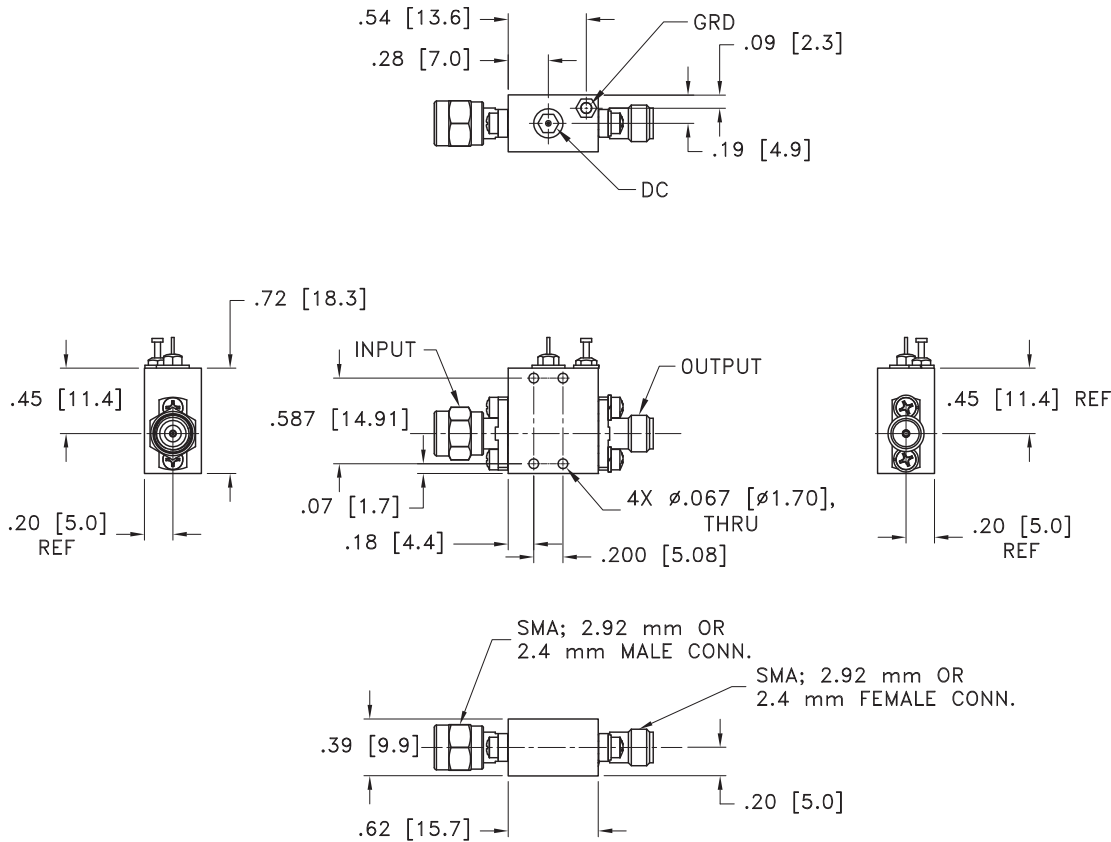 .54 [13.6]
GRD
.28 [7.0]
.09 [2.3]
.19 [4.9]
DC
.72 [18.3]
INPUT
OUTPUT
.45 [11.4]
.587 [14.91]
.45 [11.4] REF
.07 [1.7]
4X ø.067 [ø1.70],
THRU
.20 [5.0]
REF
.18 [4.4]
.200 [5.08]
.20 [5.0]
REF
SMA; 2.92 mm OR
2.4 mm MALE CONN.
SMA; 2.92 mm OR
2.4 mm FEMALE CONN.
.39 [9.9]
.20 [5.0]
.62 [15.7]